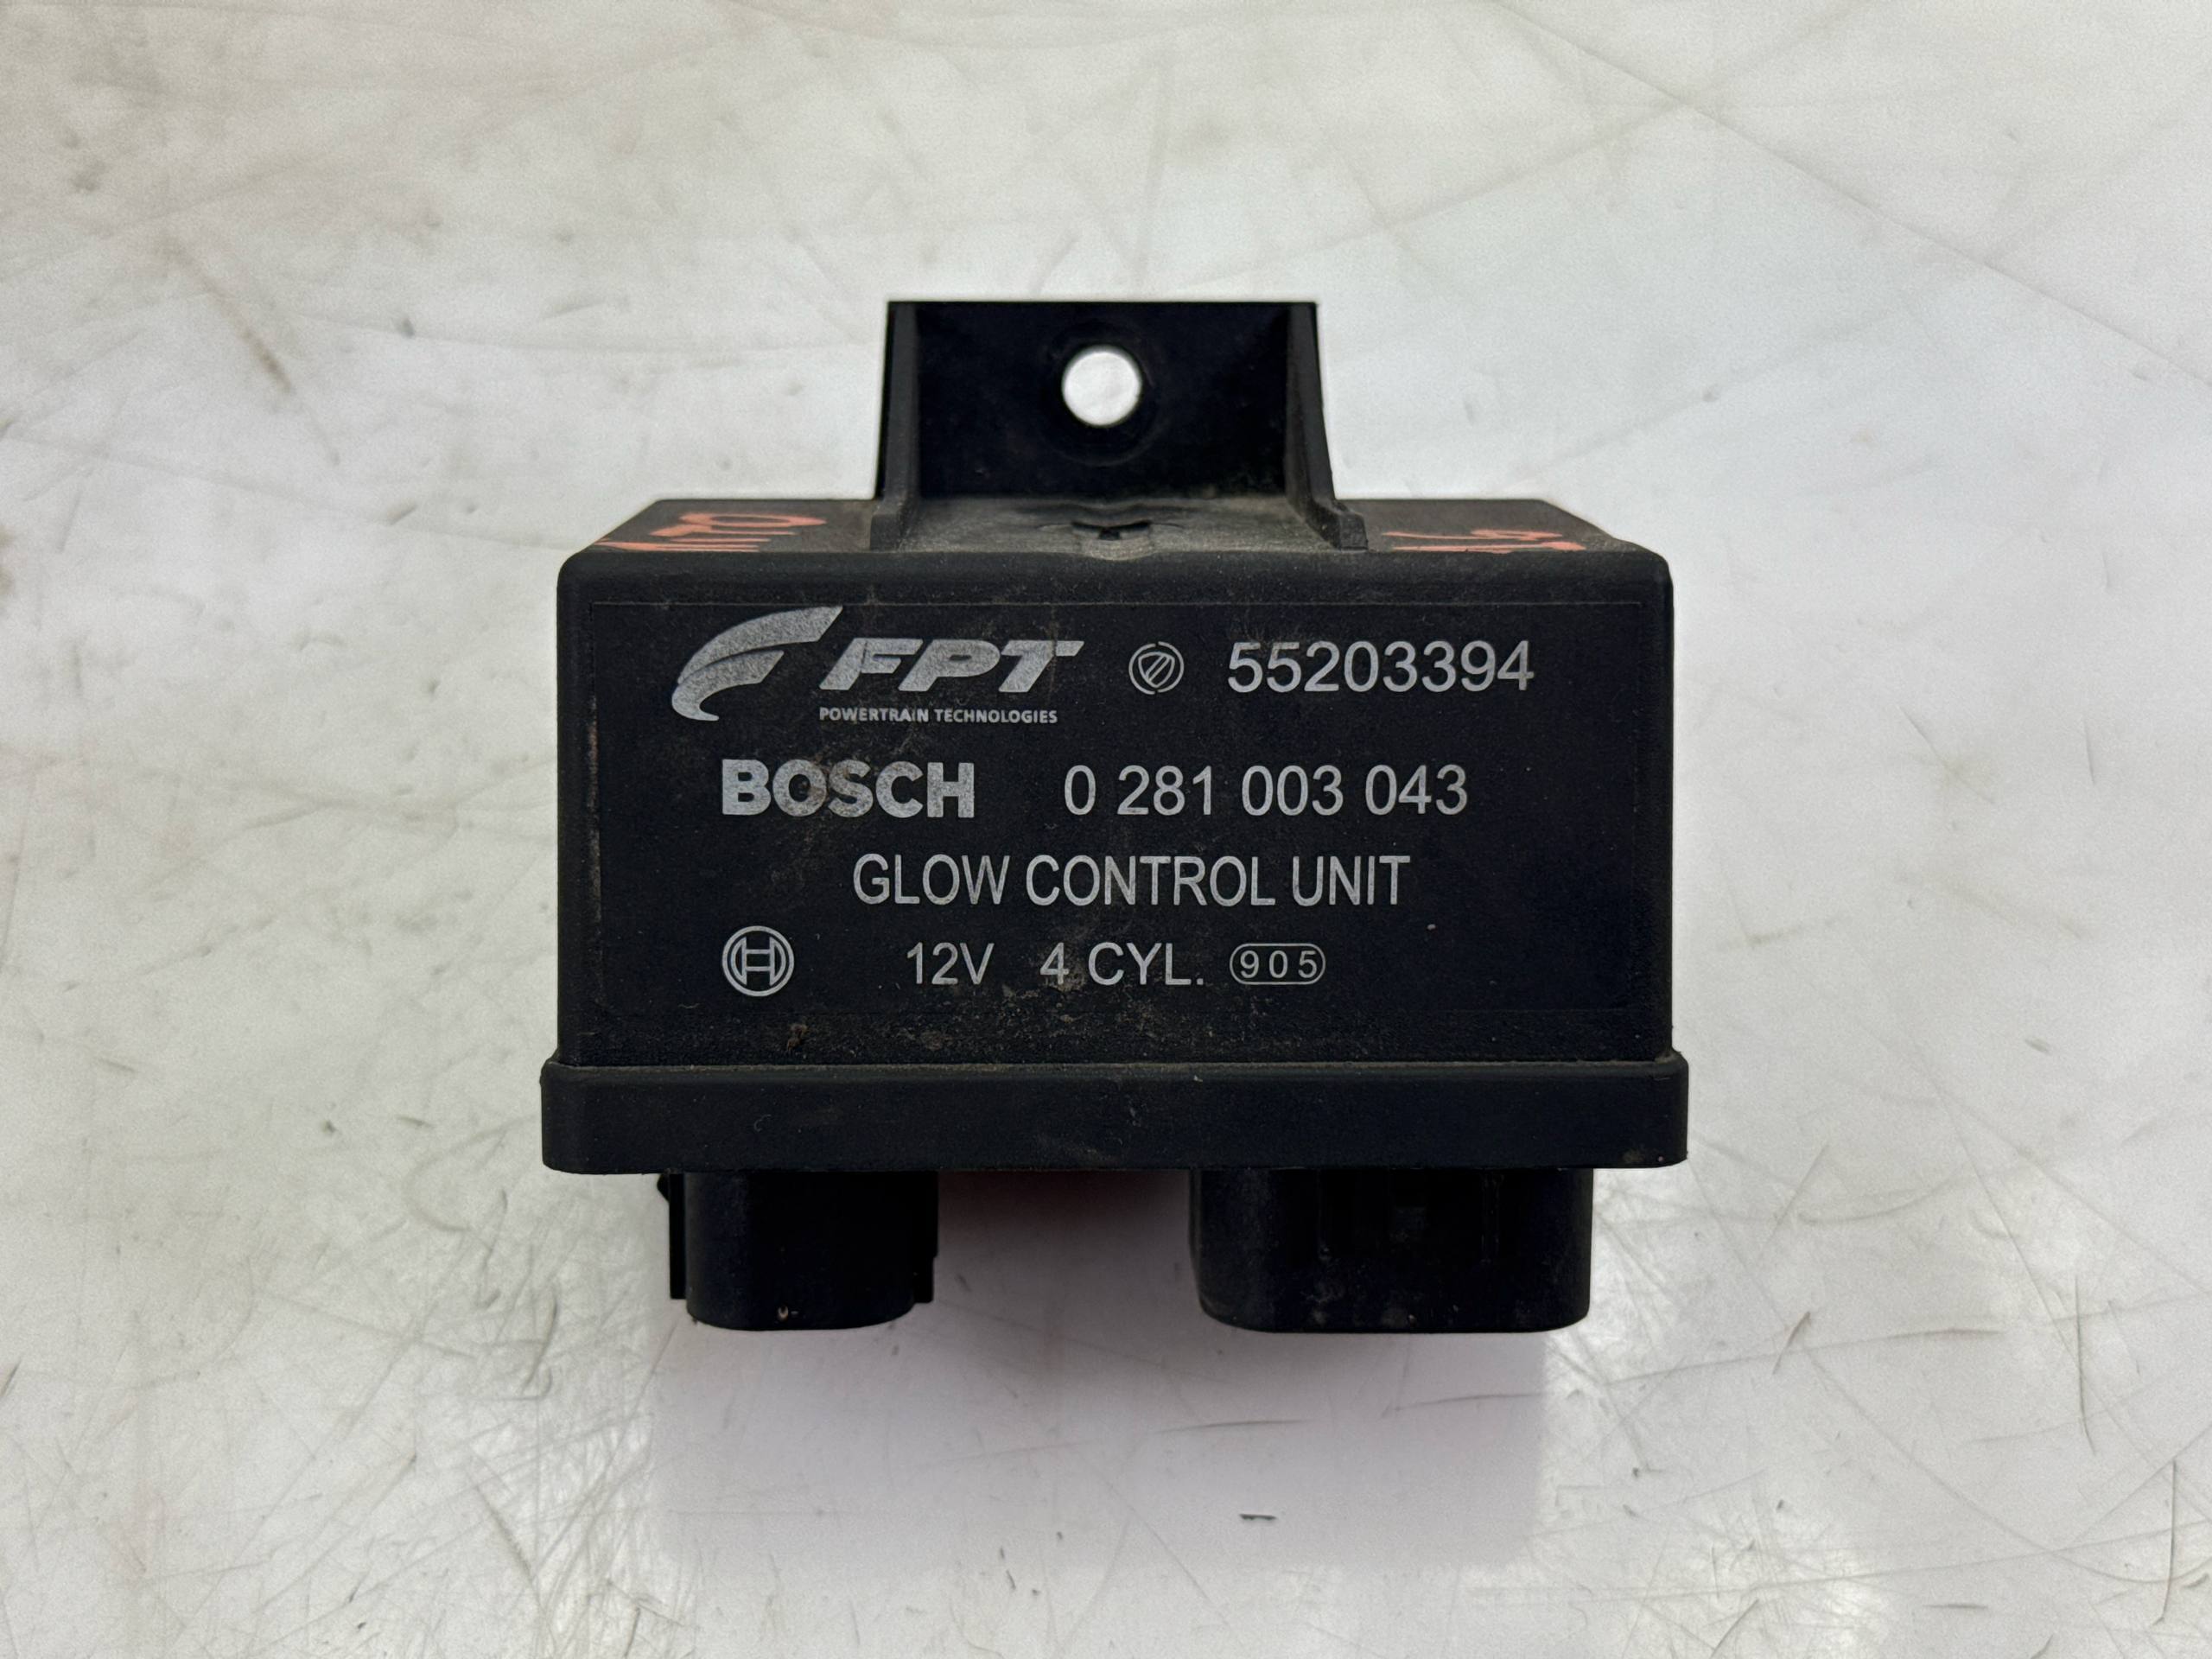 FPT 55203394
POWERTRAIN TECHNOLOGIES
BOSCH 0 281 003 043
GLOW CONTROL UNIT
12V 4 CYL. 905